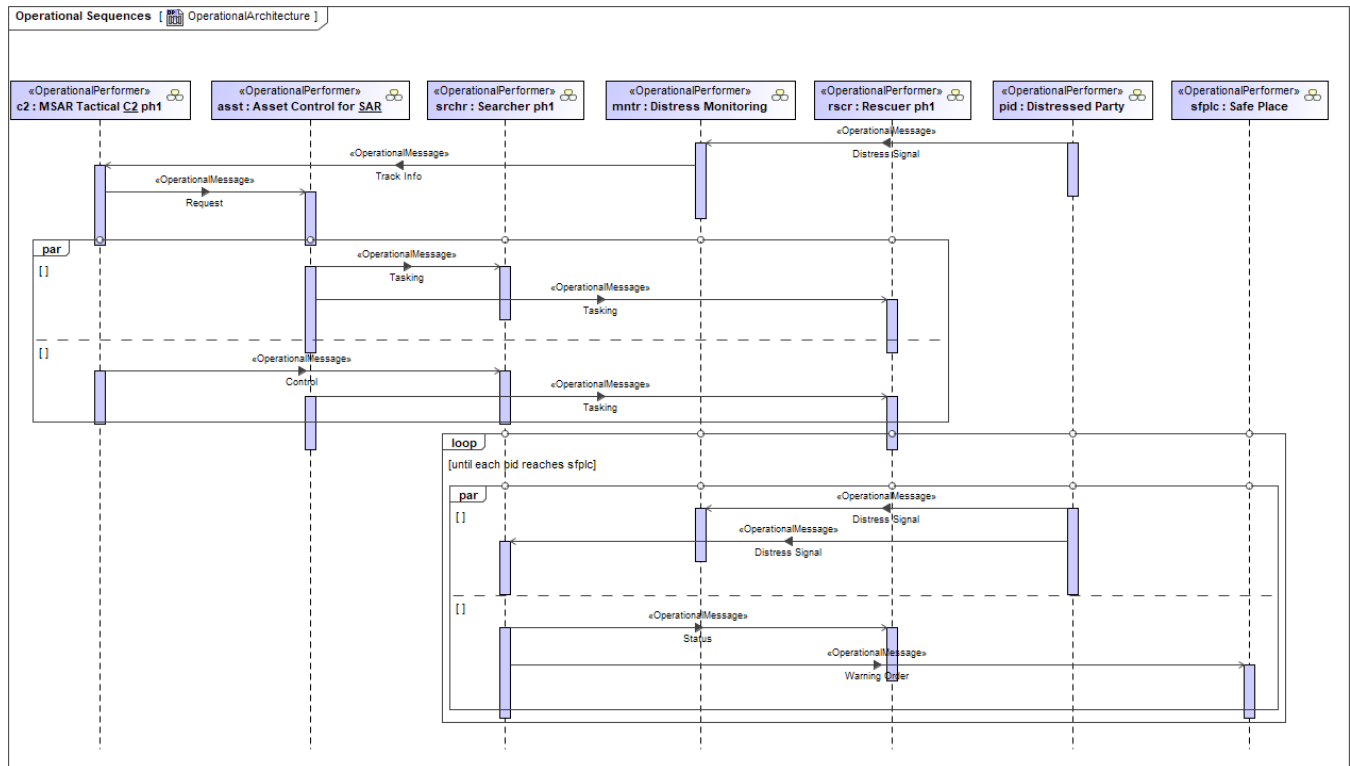 Operational Sequences [ OperationalArchitecture ]
«OperationalPerformer»
c2 : MSAR Tactical C2 ph1
«OperationalPerformer»
asst : Asset Control for SAR
«OperationalPerformer»
srchr : Searcher ph1
«OperationalPerformer»
mntr : Distress Monitoring
«OperationalPerformer»
rscr : Rescuer ph1
«OperationalPerformer»
pid : Distressed Party
«OperationalPerformer»
sfplc : Safe Place
«OperationalMessage»
Distress Signal
«OperationalMessage»
Track Info
«OperationalMessage»
Request
par
[ ]
«OperationalMessage»
Tasking
«OperationalMessage»
Tasking
[ ]
«OperationalMessage»
Control
«OperationalMessage»
Tasking
loop
[until each pid reaches sfplc]
par
[ ]
«OperationalMessage»
Distress Signal
«OperationalMessage»
Distress Signal
[ ]
«OperationalMessage»
Status
«OperationalMessage»
Warning Order